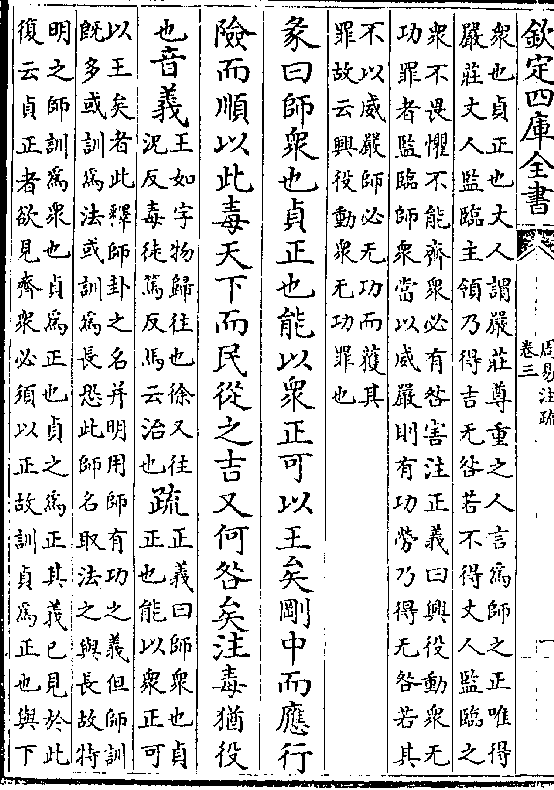 欽定四庫全書
周易注疏
卷三
一
衆也貞正也丈人謂嚴莊尊重之人言爲師之正唯得
嚴莊丈人監臨主領乃得吉无咎若不得丈人監臨之
衆不畏懼不能齊衆必有咎害注正義曰興役動衆无
功罪者監臨師衆當以威嚴則有功勞乃得无咎若其
不以威嚴師必无功而獲其
罪故云興役動衆无功罪也
彖曰師衆也貞正也能以衆正可以王矣剛中而應行
險而順以此毒天下而民從之吉又何咎矣注毒猶役
也音義
王如字物歸往也徐又往
況反毒徒篤反馬云治也
疏
正義曰師衆也貞
正也能以衆正可
以王矣者此釋師卦之名并明用師有功之義但師訓
旣多或訓爲法或訓爲長恐此師名取法之與長故特
明之師訓爲衆也貞爲正也貞之爲正其義已見於此
復云貞正者欲見齊衆必須以正故訓貞爲正也與下